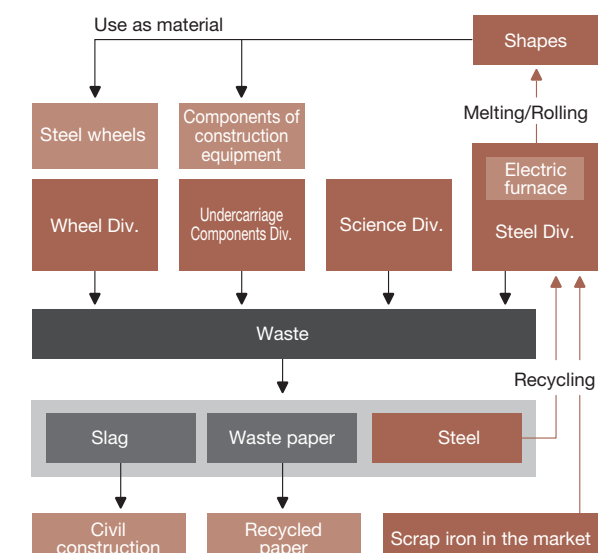 Use as material
Shapes
Steel wheels
Components of
construction
equipment
Melting/Rolling
Electric
furnace
Wheel Div.
Undercarriage
Components Div.
Science Div.
Steel Div.
Waste
Recycling
Slag
Waste paper
Steel
Civil
construction
Recycled
paper
Scrap iron in the market